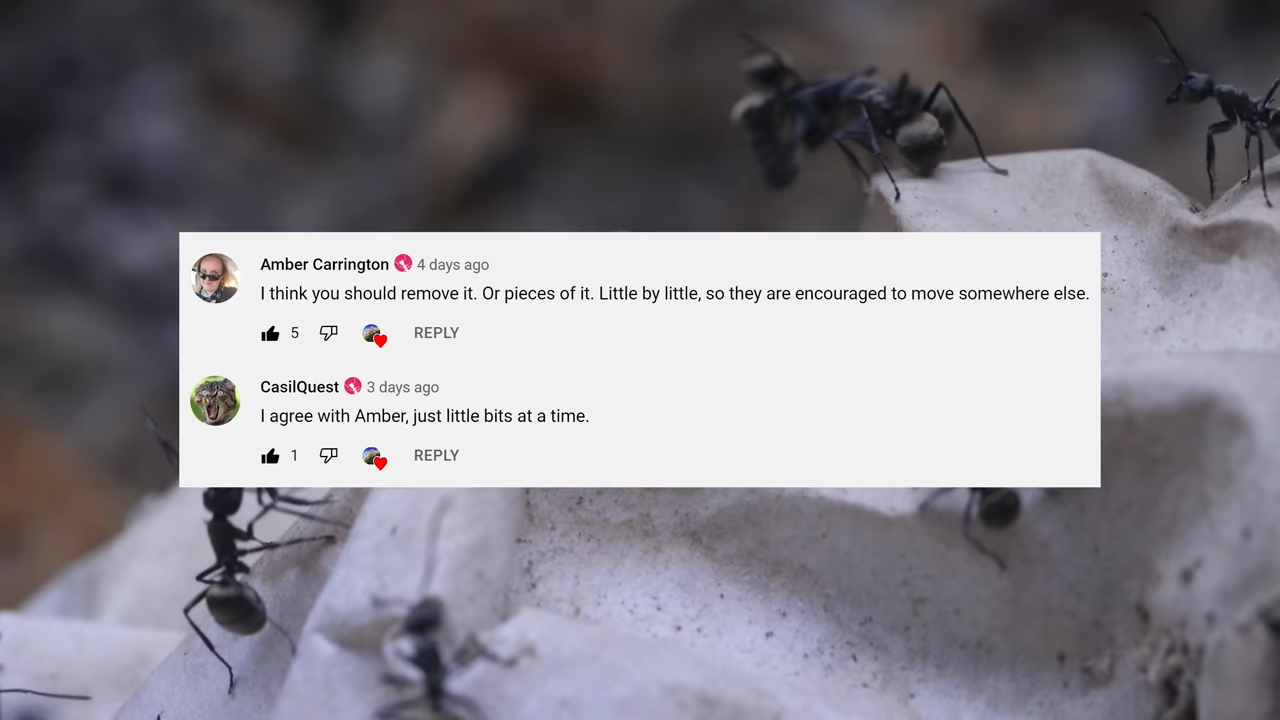 Amber Carrington 4 days ago
I think you should remove it. Or pieces of it. Little by little, so they are encouraged to move somewhere else.
5 REPLY
CasilQuest 3 days ago
I agree with Amber, just little bits at a time.
1 REPLY